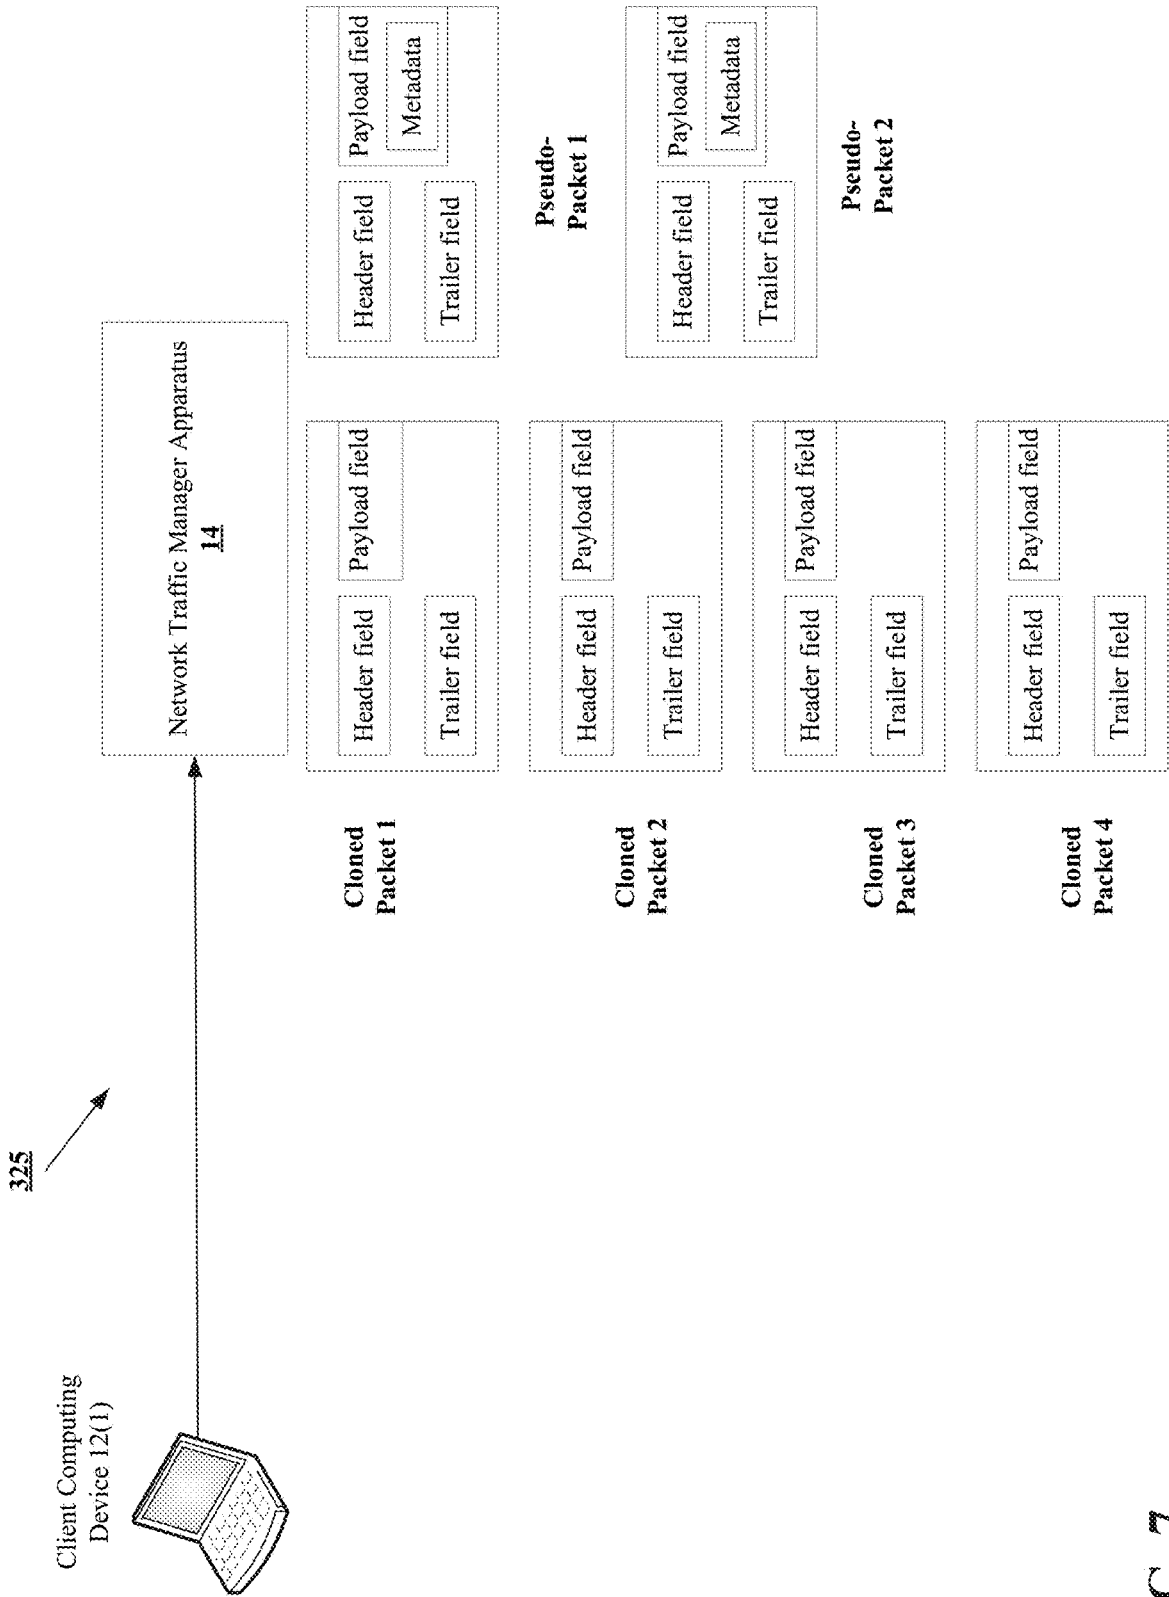 325
Client Computing
Device 12(1)
Network Traffic Manager Apparatus
14
Cloned
Packet 1
Header field
Payload field
Trailer field
Header field
Payload field
Metadata
Trailer field
Pseudo-
Packet 1
Cloned
Packet 2
Header field
Payload field
Trailer field
Header field
Payload field
Metadata
Trailer field
Pseudo-
Packet 2
Cloned
Packet 3
Header field
Payload field
Trailer field
Cloned
Packet 4
Header field
Payload field
Trailer field